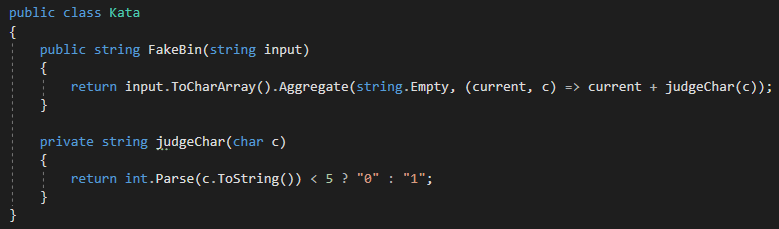 public class Kata
{
    public string FakeBin(string input)
    {
        return input.ToCharArray().Aggregate(string.Empty, (current, c) => current + judgeChar(c));
    }

    private string judgeChar(char c)
    {
        return int.Parse(c.ToString()) < 5 ? "0" : "1";
    }
}